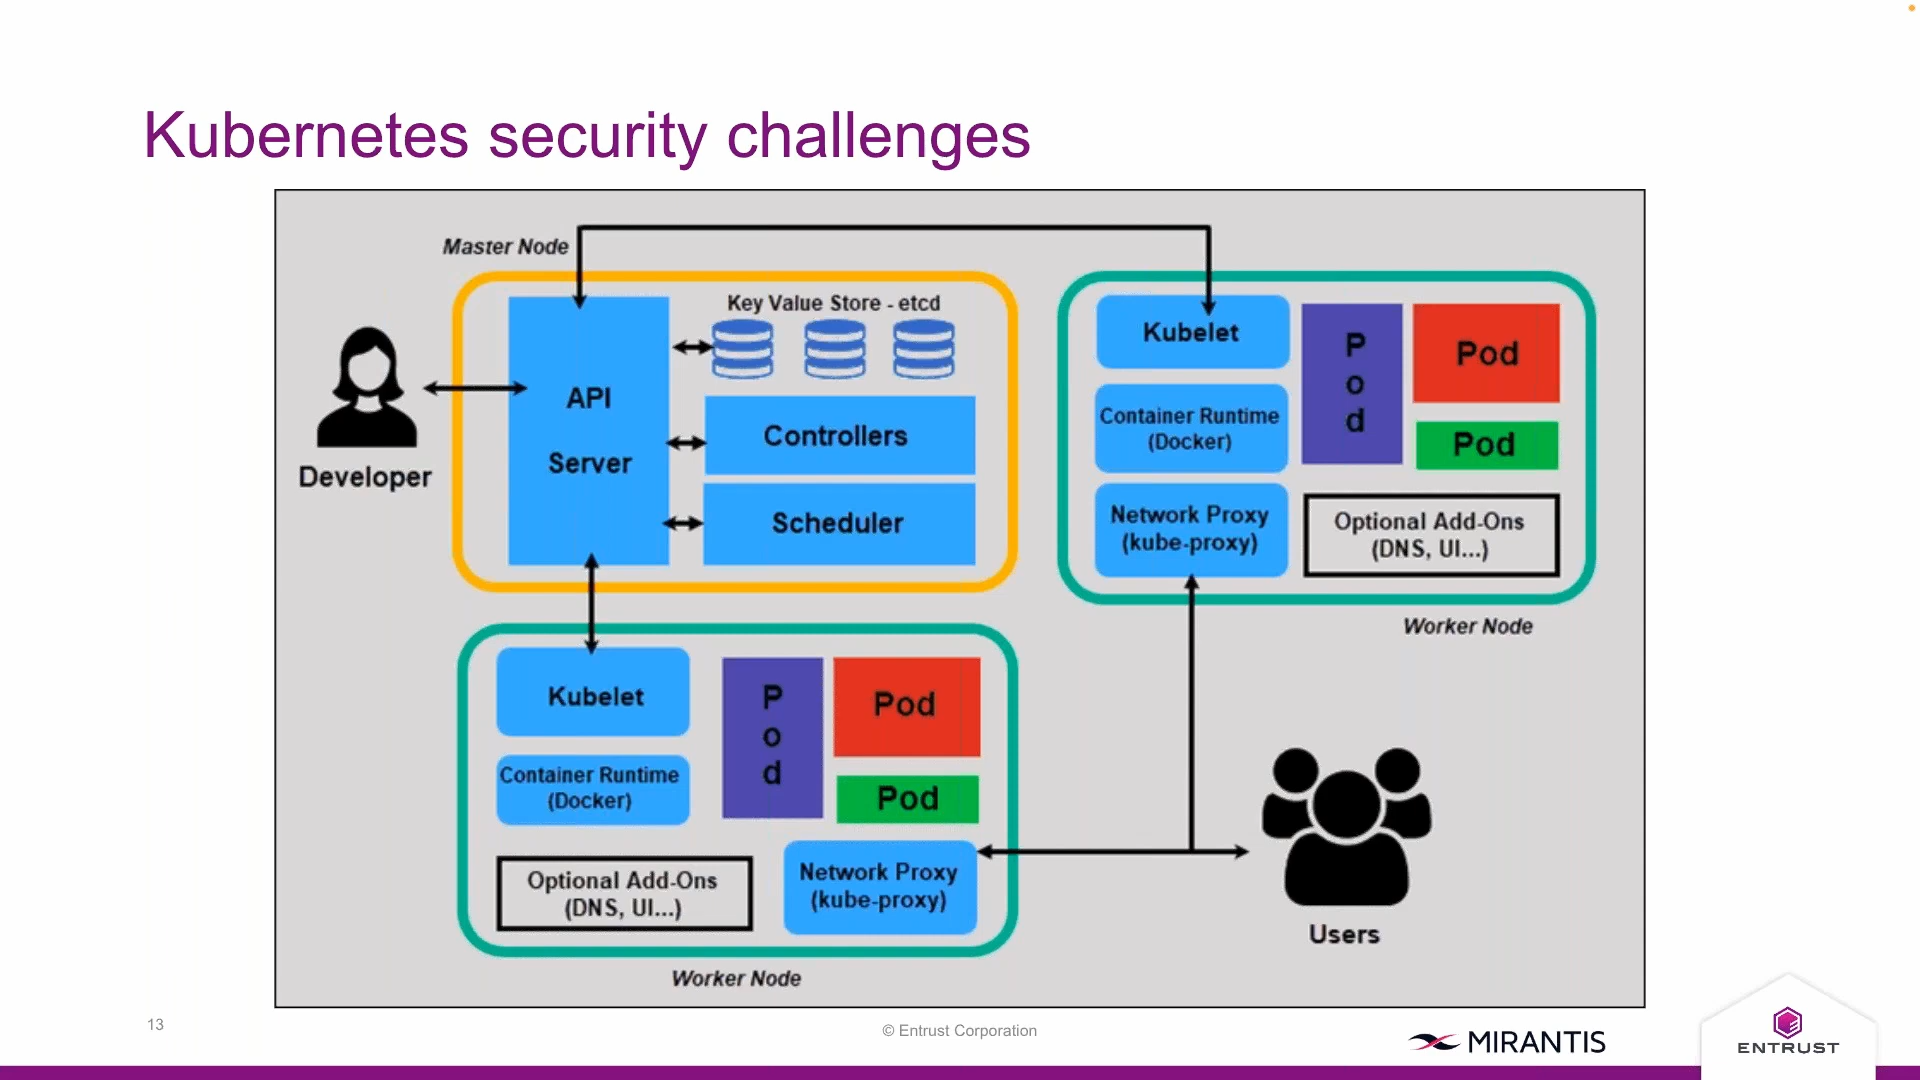 Kubernetes security challenges
Master Node
Key Value Store - etcd
API
Server
Controllers
Scheduler
Developer
Kubelet
Container Runtime
(Docker)
Network Proxy
(kube-proxy)
P
o
d
Pod
Pod
Optional Add-Ons
(DNS, UI...)
Worker Node
Kubelet
Container Runtime
(Docker)
P
o
d
Pod
Pod
Optional Add-Ons
(DNS, UI...)
Network Proxy
(kube-proxy)
Worker Node
Users
13
© Entrust Corporation
MIRANTIS
ENTRUST